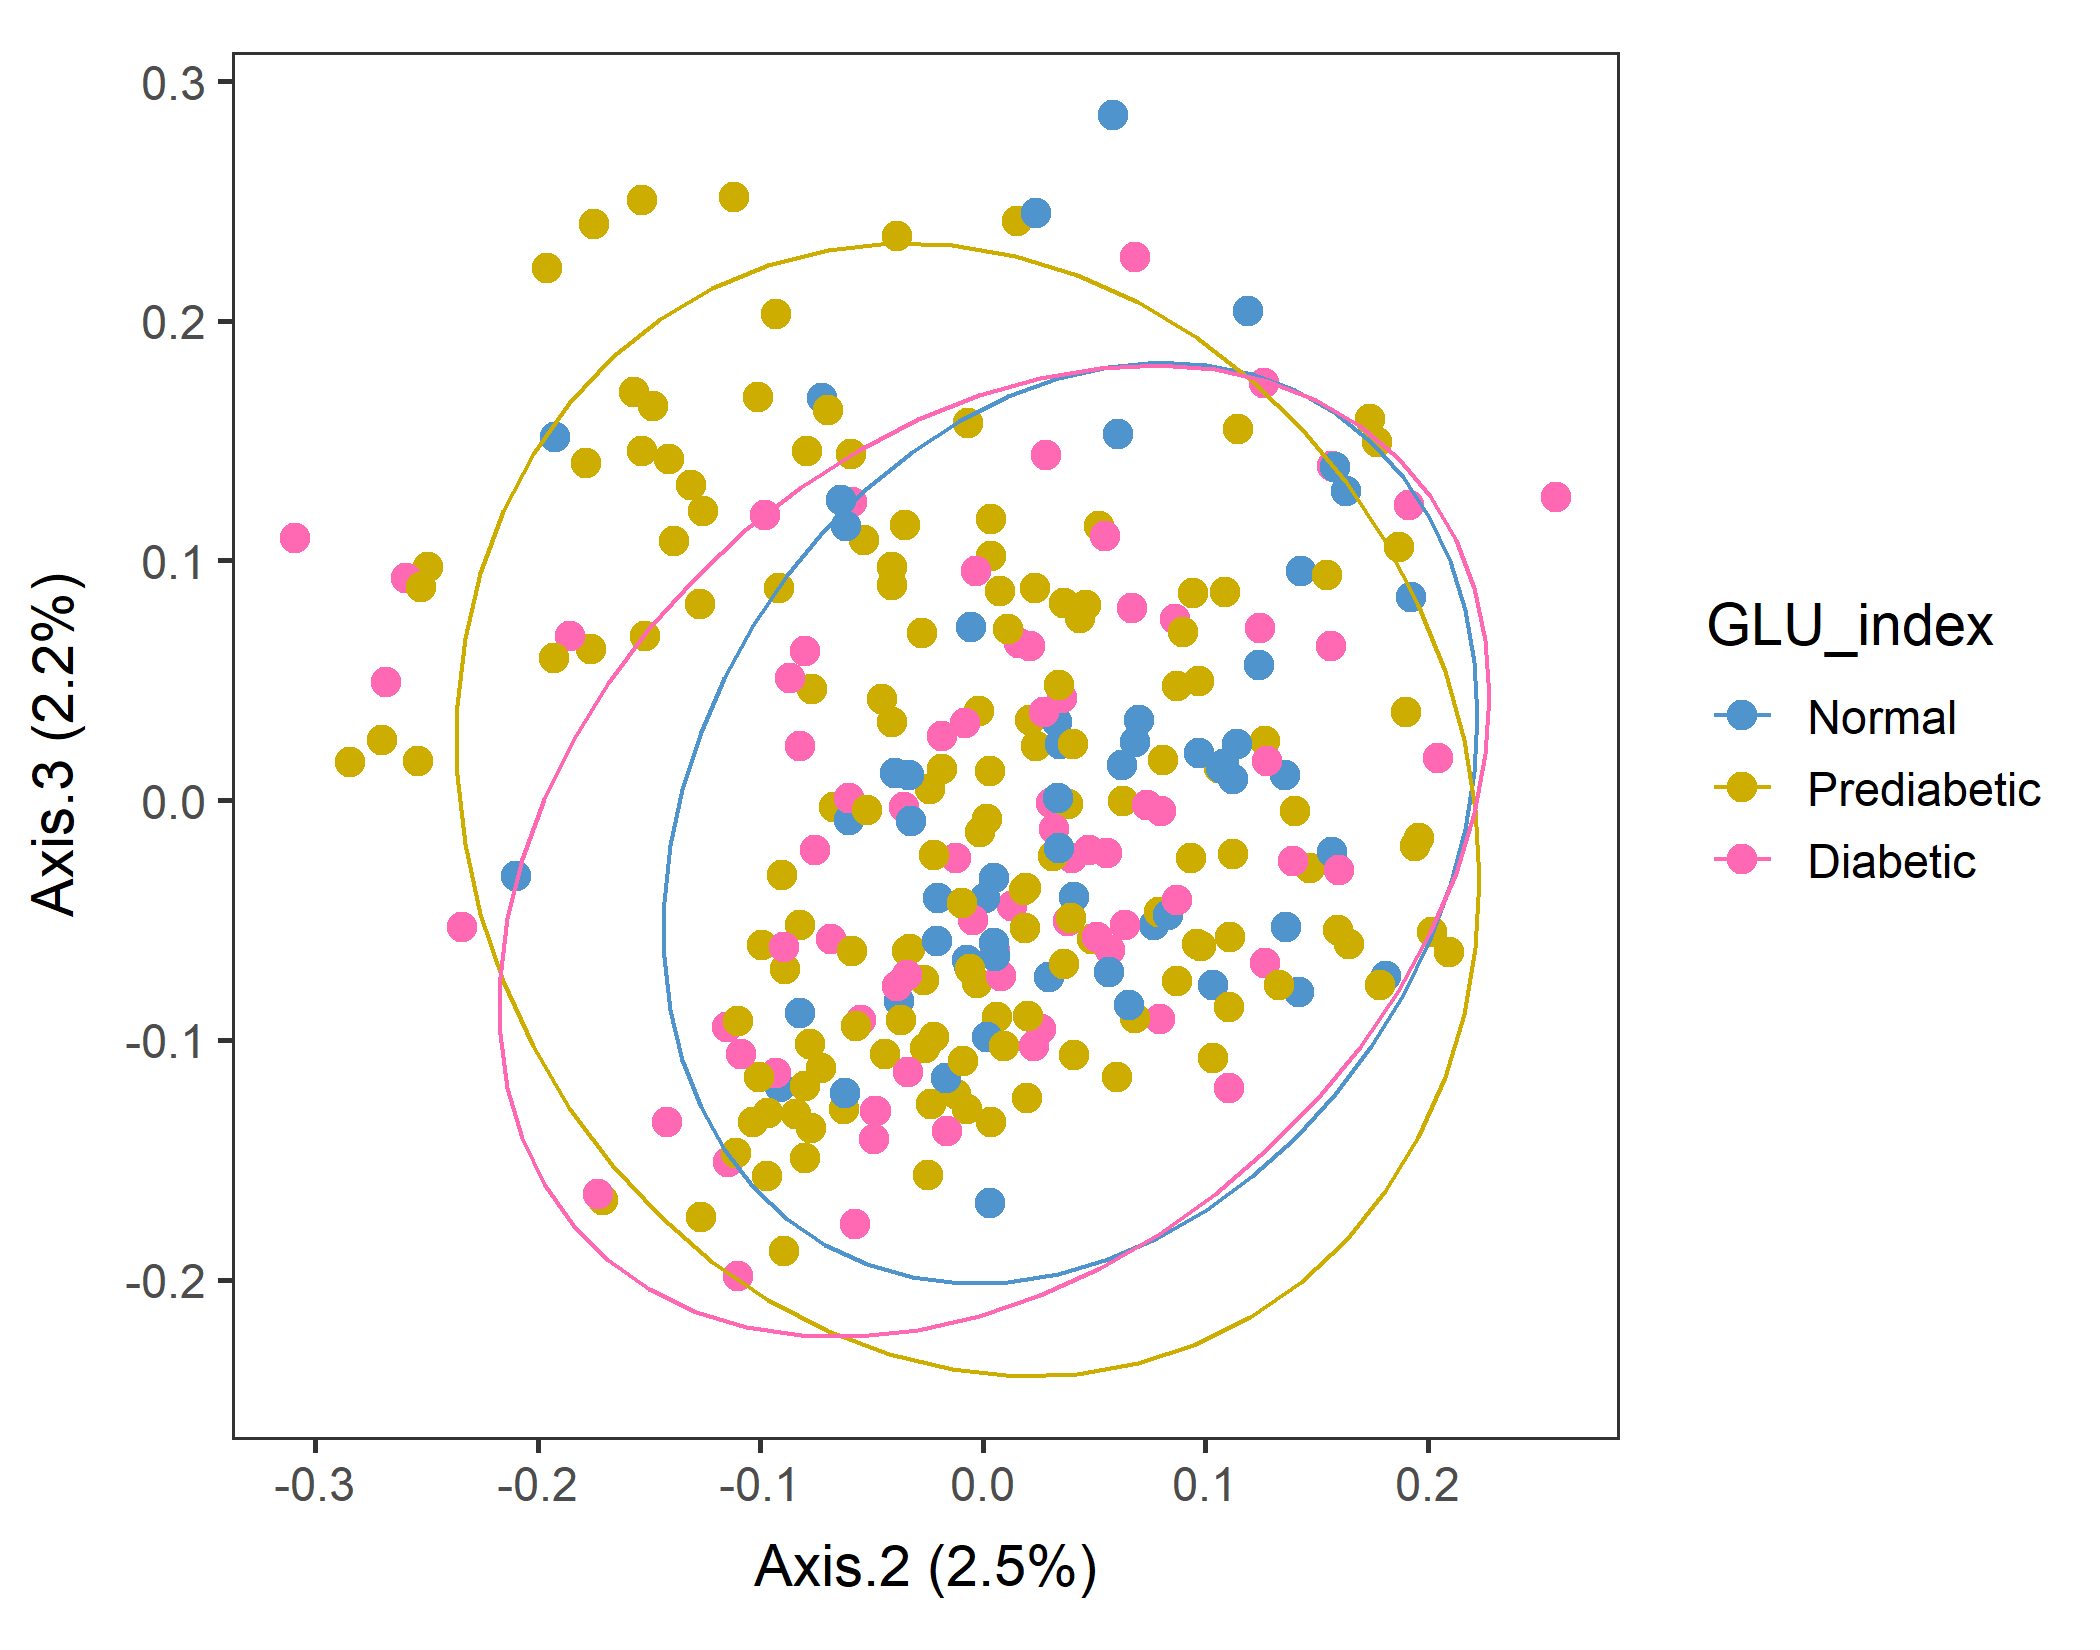 0.3
0.2
0.1
0.0
-0.1
-0.2
Axis.3 (2.2%)
-0.3 -0.2 -0.1 0.0 0.1 0.2
Axis.2 (2.5%)
GLU_index
Normal
Prediabetic
Diabetic